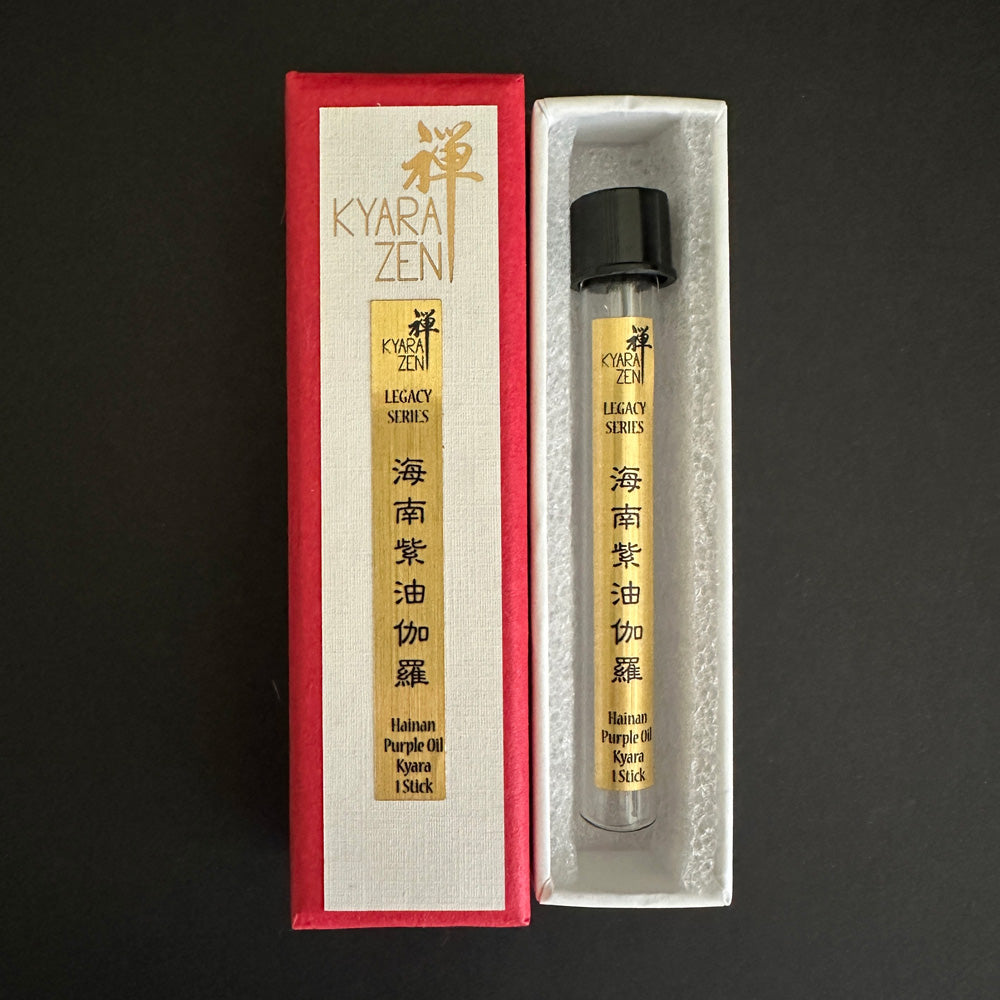 禅
KYARA
ZEN
禅
KYARA
ZEN
LEGACY
SERIES
海南紫油伽羅
Hainan
Purple Oil
Kyara
1 Stick
禅
KYARA
ZEN
LEGACY
SERIES
海南紫油伽羅
Hainan
Purple Oil
Kyara
1 Stick